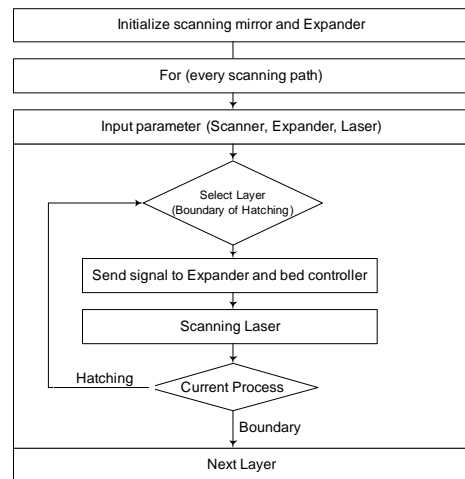 Initialize scanning mirror and Expander
For (every scanning path)
Input parameter (Scanner, Expander, Laser)
Select Layer
(Boundary of Hatching)
Send signal to Expander and bed controller
Scanning Laser
Hatching
Current Process
Boundary
Next Layer